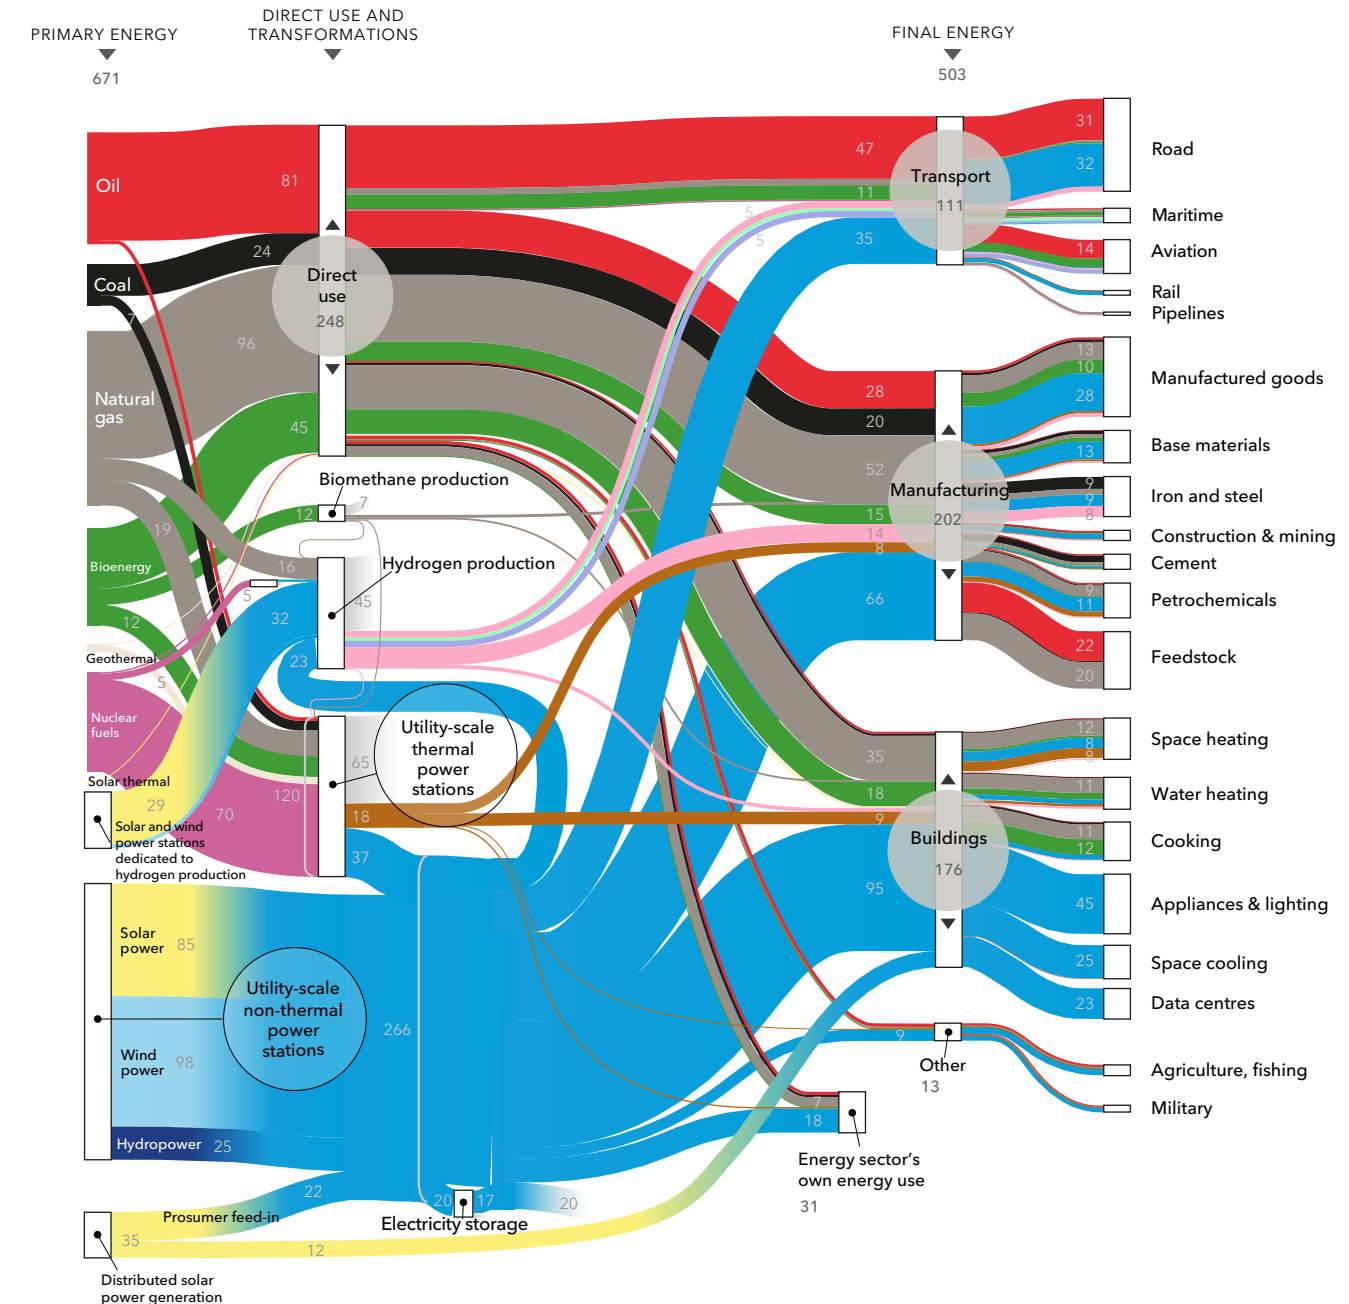 PRIMARY ENERGY
671
DIRECT USE AND
TRANSFORMATIONS
FINAL ENERGY
503
Oil
81
Coal
24
7
Natural
gas
96
19
16
Bioenergy
45
12
12
Geothermal
5
5
Nuclear
fuels
70
Solar thermal
29
Solar and wind
power stations
dedicated to
hydrogen production
Solar
power
85
Wind
power
98
Hydropower
25
Utility-scale
non-thermal
power
stations
22
Prosumer feed-in
35
12
Distributed solar
power generation
Direct
use
248
Biomethane production
7
Hydrogen production
32
45
23
Utility-scale
thermal
power
stations
120
65
18
37
266
20
17
20
Electricity storage
47
11
5
5
35
Transport
111
28
20
52
15
14
8
66
Manufacturing
202
35
18
9
95
Buildings
176
9
Other
13
7
18
Energy sector’s
own energy use
31
31
32
Road
Maritime
14
Aviation
Rail
Pipelines
13
10
28
Manufactured goods
13
Base materials
9
9
8
Iron and steel
Construction & mining
Cement
9
11
Petrochemicals
22
20
Feedstock
12
8
8
Space heating
11
Water heating
11
12
Cooking
45
Appliances & lighting
25
Space cooling
23
Data centres
Agriculture, fishing
Military